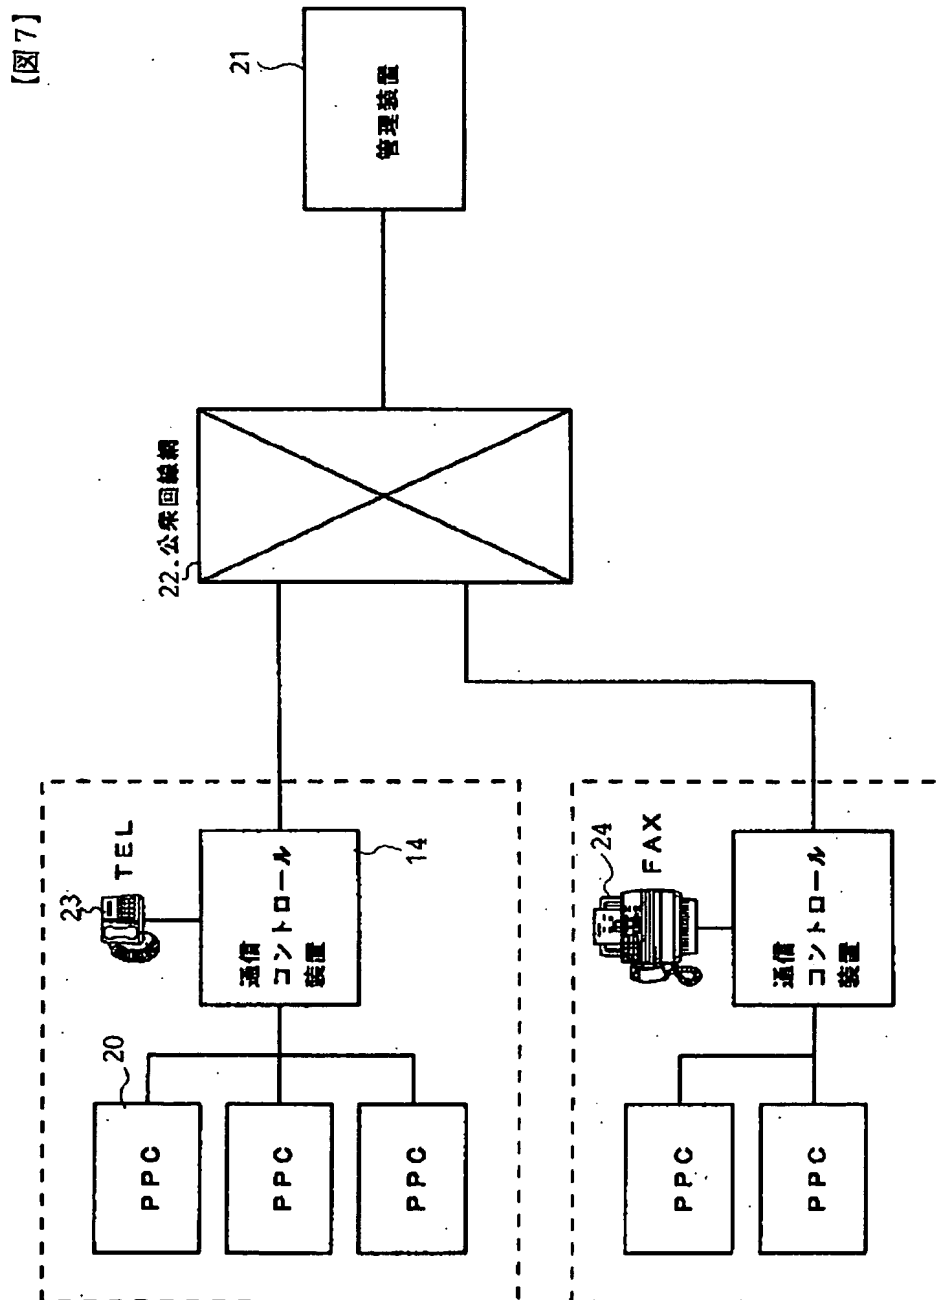 【図7】
21
管理装置
22.公衆回線網
TEL
23
14
通信
コントロール
装置
20
PPC
PPC
PPC
FAX
24
通信
コントロール
装置
PPC
PPC